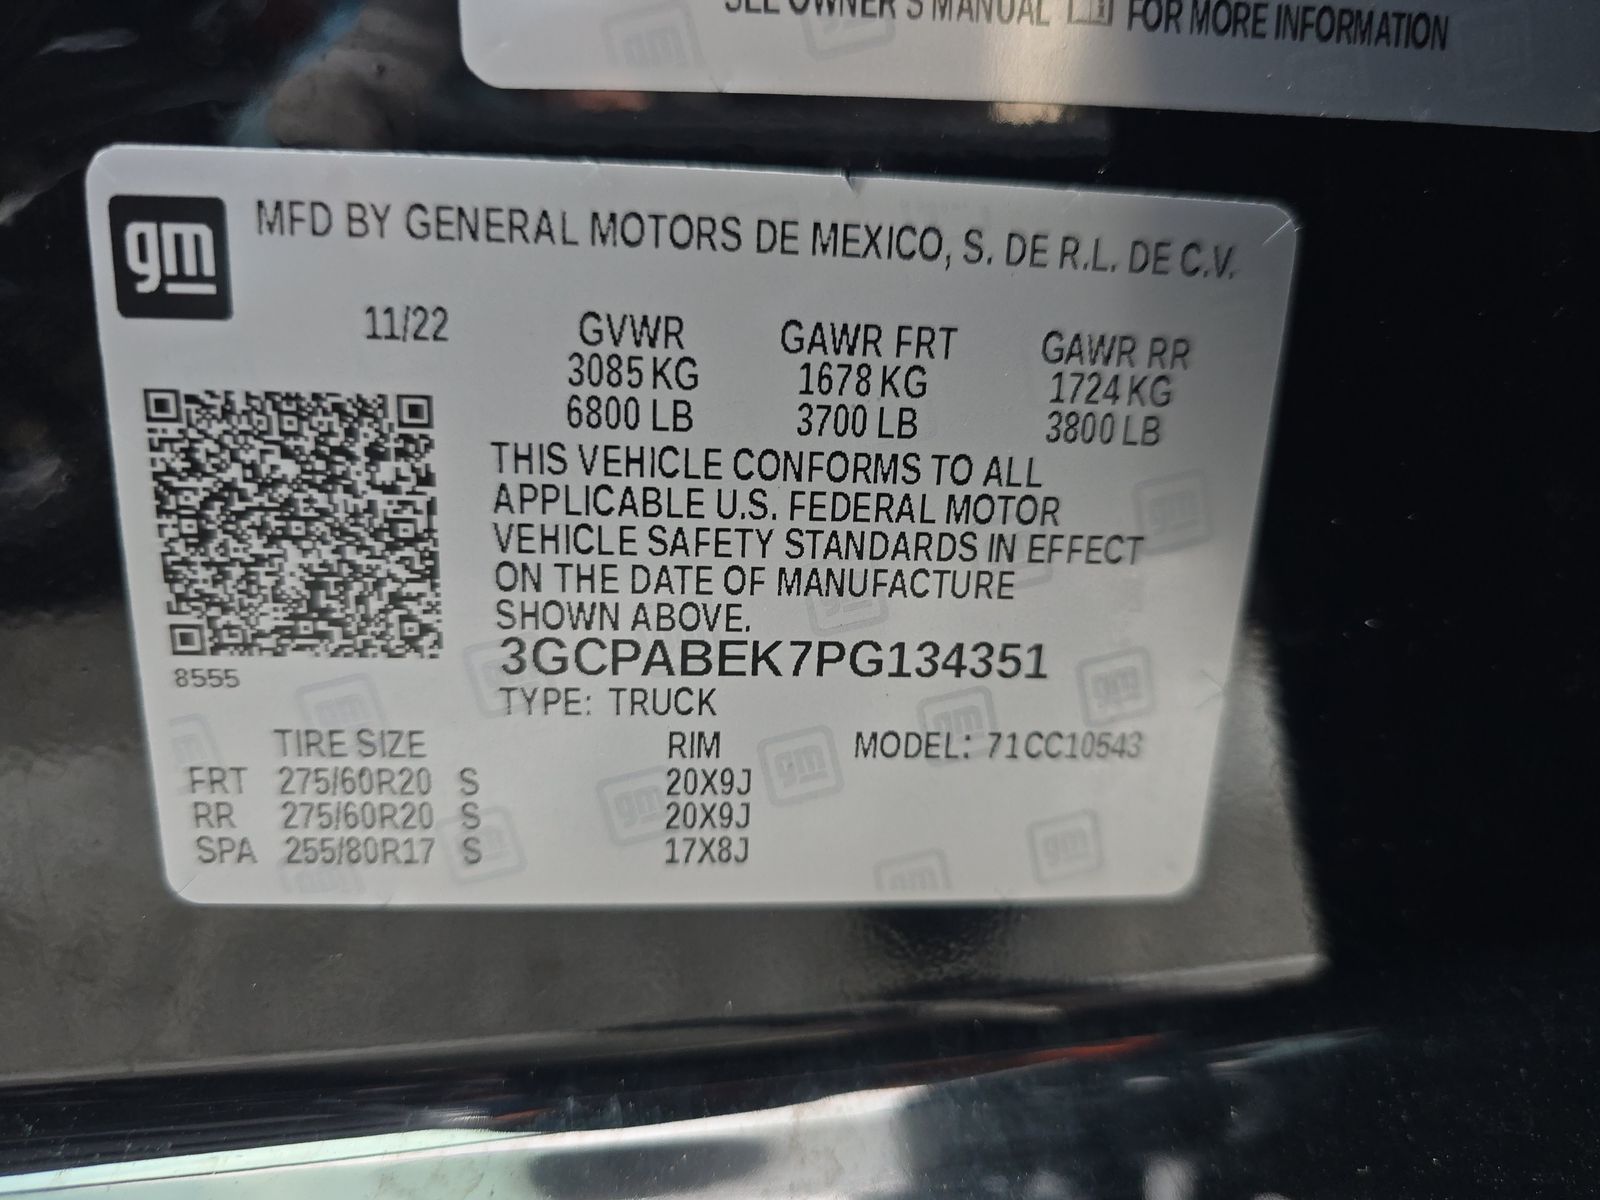 SEE OWNER'S MANUAL FOR MORE INFORMATION
gm MFD BY GENERAL MOTORS DE MEXICO, S. DE R.L. DE C.V.
11/22 GVWR GAWR FRT GAWR RR
3085 KG 1678 KG 1724 KG
6800 LB 3700 LB 3800 LB
THIS VEHICLE CONFORMS TO ALL
APPLICABLE U.S. FEDERAL MOTOR
VEHICLE SAFETY STANDARDS IN EFFECT
ON THE DATE OF MANUFACTURE
SHOWN ABOVE.
3GCPABEK7PG134351
8555
TYPE: TRUCK
TIRE SIZE RIM MODEL: 71CC10543
FRT 275/60R20 S 20X9J
RR 275/60R20 S 20X9J
SPA 255/80R17 S 17X8J